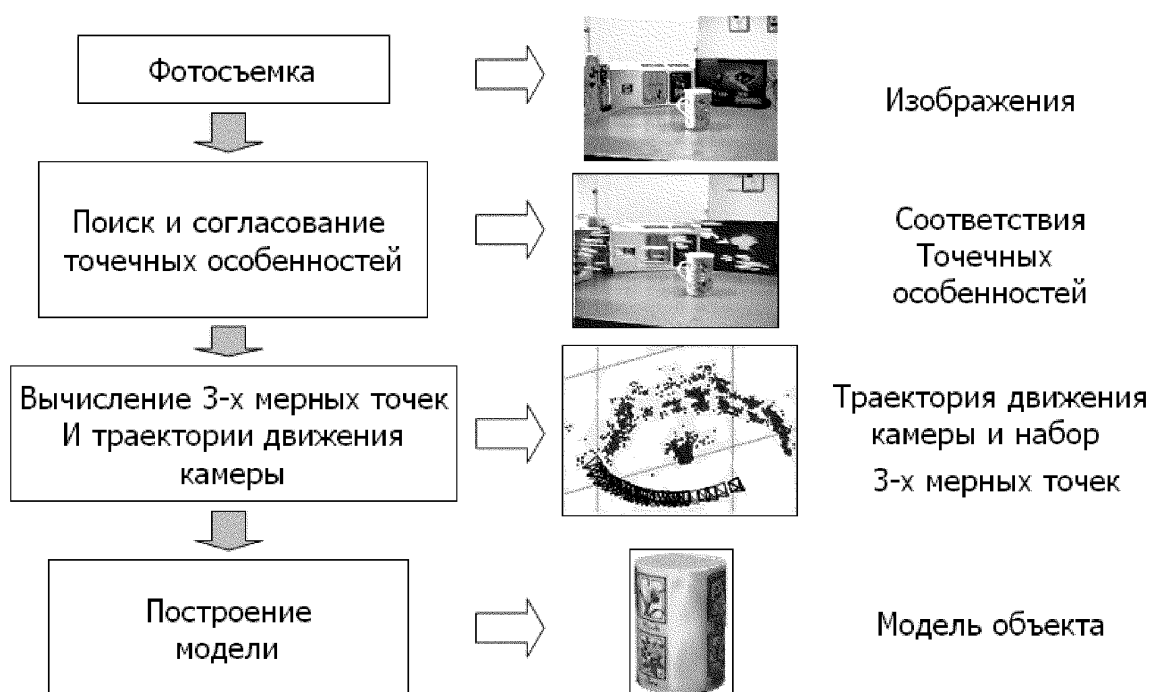 Фотосъемка
Изображения
Поиск и согласование
точечных особенностей
Соответствия
Точечных
особенностей
Вычисление 3-х мерных точек
И траектории движения
камеры
Траектория движения
камеры и набор
3-х мерных точек
Построение
модели
Модель объекта